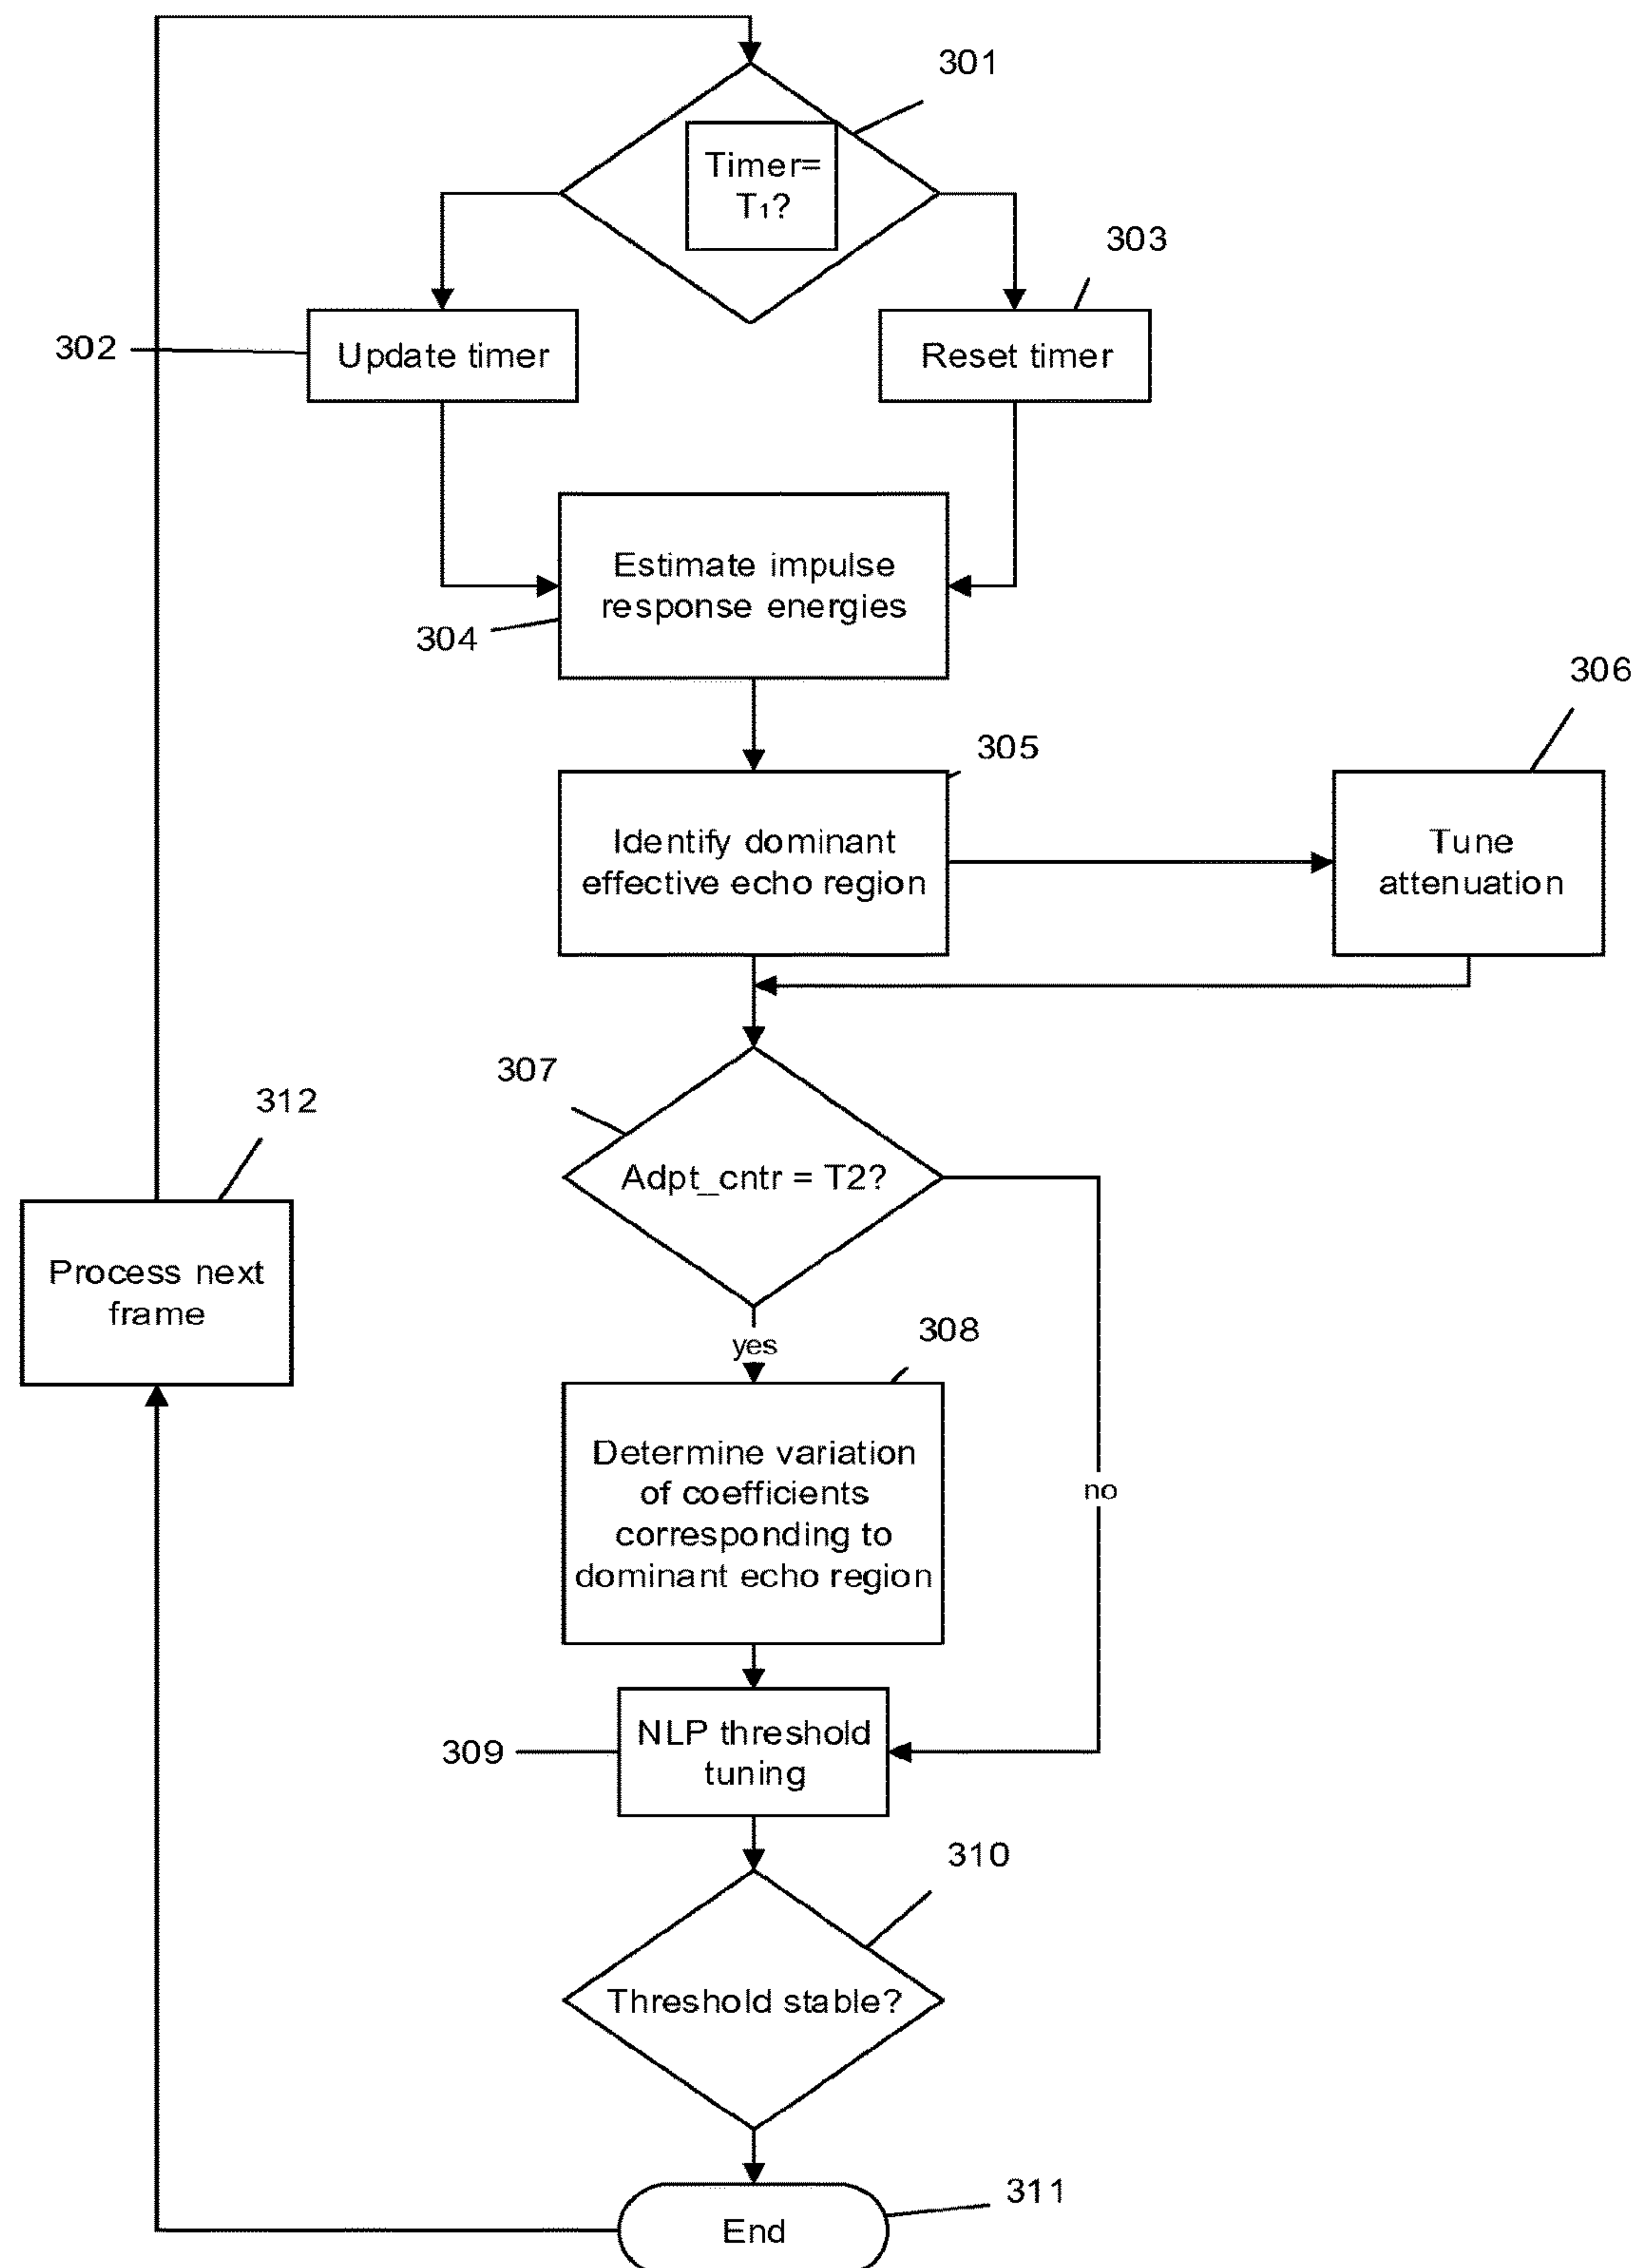 301
Timer=
T₁?
303
302
Update timer
Reset timer
Estimate impulse
response energies
304
306
305
Identify dominant
effective echo region
Tune
attenuation
307
312
Adpt_cntr = T2?
Process next
frame
yes
308
Determine variation
of coefficients
corresponding to
dominant echo region
no
NLP threshold
tuning
309
310
Threshold stable?
311
End